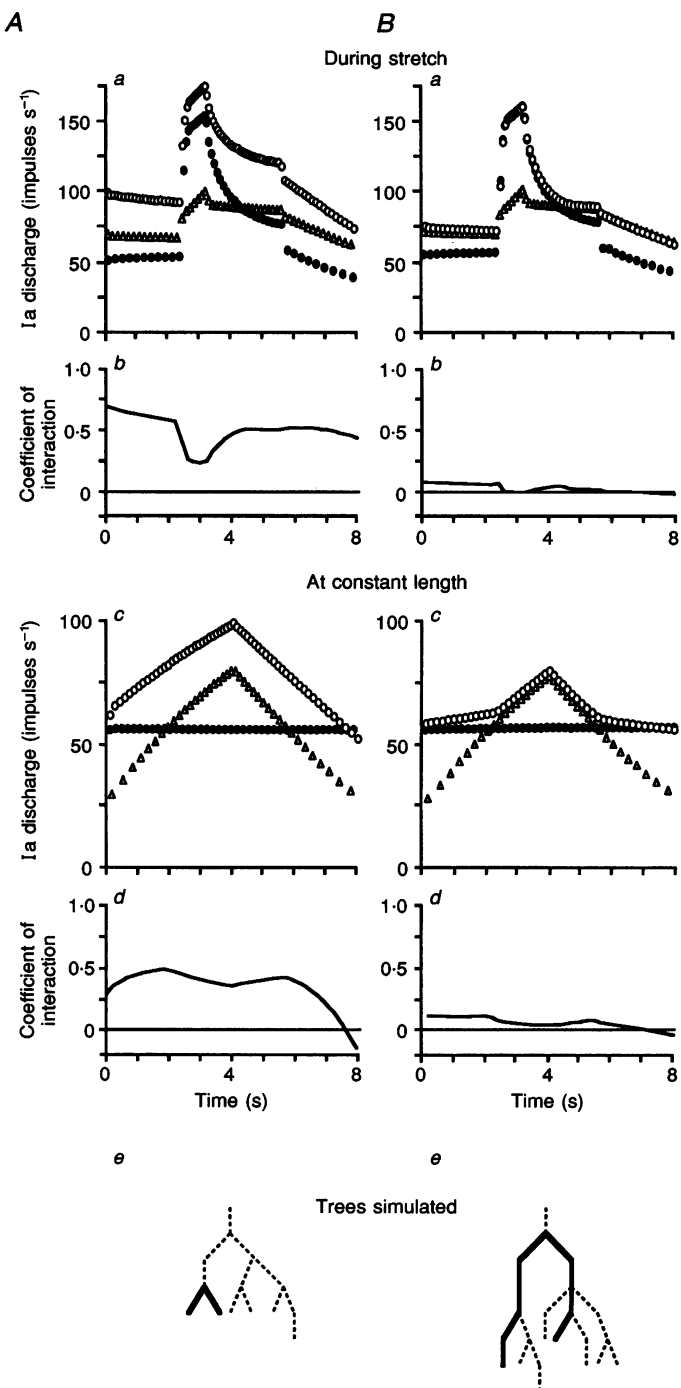 A B
During stretch
a a
Ia discharge (impulses s⁻¹)
150 150
100 100
50 50
0 0
b b
Coefficient of
interaction
1·0 1·0
0·5 0·5
0 0
0 4 8 0 4 8
At constant length
c c
Ia discharge (impulses s⁻¹)
100 100
50 50
0 0
d d
Coefficient of
interaction
1·0 1·0
0·5 0·5
0 0
0 4 8 0 4 8
Time (s) Time (s)
e e
Trees simulated